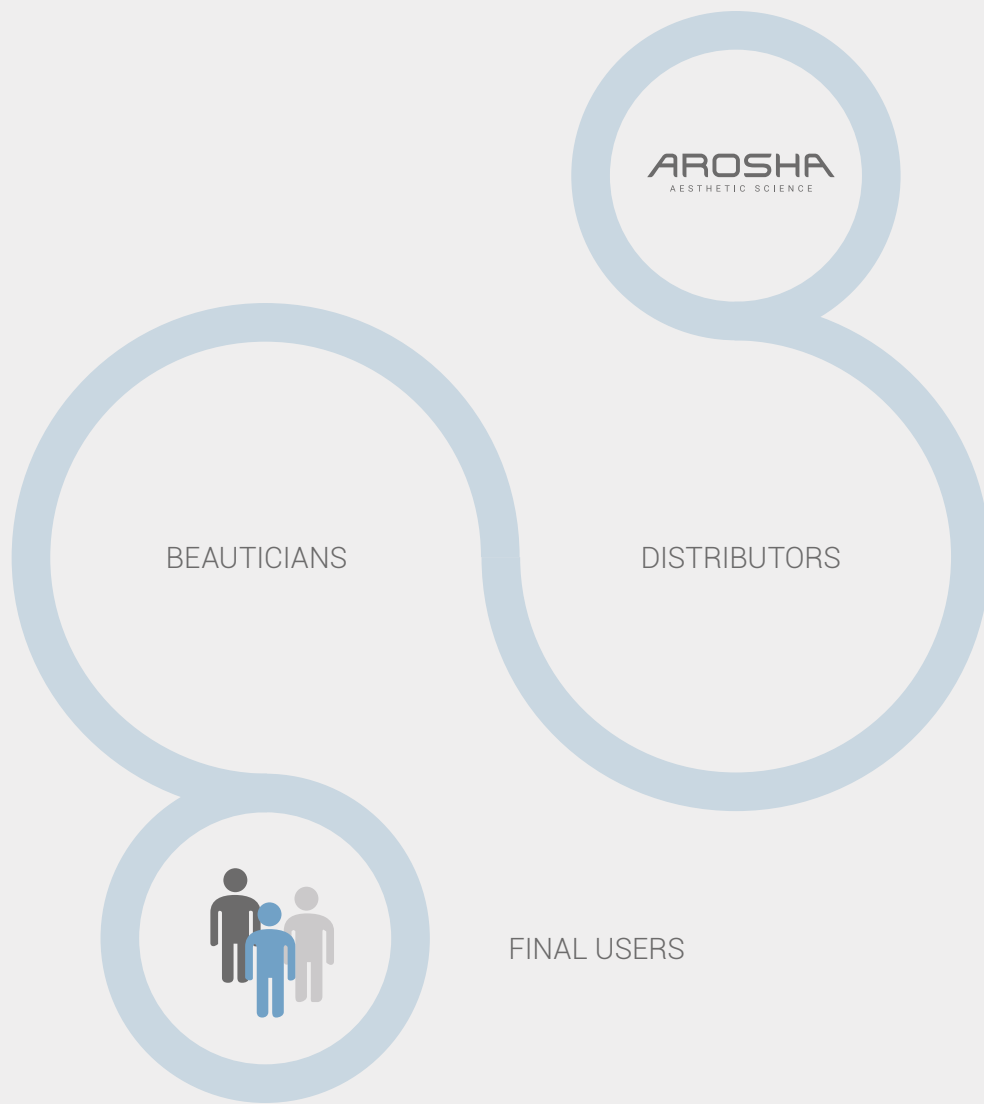 AROSHA
AESTHETIC SCIENCE
BEAUTICIANS
DISTRIBUTORS
FINAL USERS